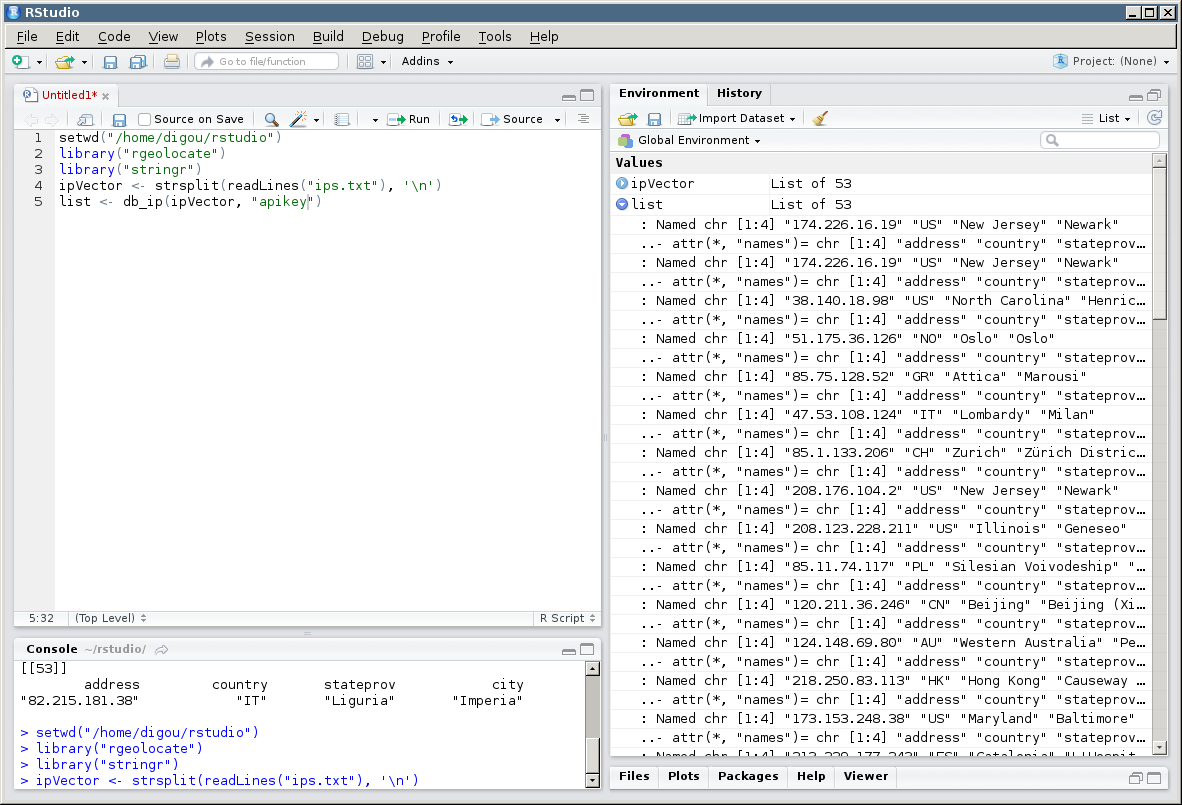 RStudio
File Edit Code View Plots Session Build Debug Profile Tools Help
Go to file/function Addins Project: (None)
Untitled1*
Source on Save Run Source
1 setwd("/home/digou/rstudio")
2 library("rgeolocate")
3 library("stringr")
4 ipVector <- strsplit(readLines("ips.txt"), '\n')
5 list <- db_ip(ipVector, "apikey")
5:32 (Top Level) R Script
Console ~/rstudio/
[[53]]
address country stateprov city
"82.215.181.38" "IT" "Liguria" "Imperia"
> setwd("/home/digou/rstudio")
> library("rgeolocate")
> library("stringr")
> ipVector <- strsplit(readLines("ips.txt"), '\n')
Environment History
Import Dataset List
Global Environment
Values
ipVector List of 53
list List of 53
: Named chr [1:4] "174.226.16.19" "US" "New Jersey" "Newark"
..- attr(*, "names")= chr [1:4] "address" "country" "stateprov…
: Named chr [1:4] "174.226.16.19" "US" "New Jersey" "Newark"
..- attr(*, "names")= chr [1:4] "address" "country" "stateprov…
: Named chr [1:4] "38.140.18.98" "US" "North Carolina" "Henric…
..- attr(*, "names")= chr [1:4] "address" "country" "stateprov…
: Named chr [1:4] "51.175.36.126" "NO" "Oslo" "Oslo"
..- attr(*, "names")= chr [1:4] "address" "country" "stateprov…
: Named chr [1:4] "85.75.128.52" "GR" "Attica" "Marousi"
..- attr(*, "names")= chr [1:4] "address" "country" "stateprov…
: Named chr [1:4] "47.53.108.124" "IT" "Lombardy" "Milan"
..- attr(*, "names")= chr [1:4] "address" "country" "stateprov…
: Named chr [1:4] "85.1.133.206" "CH" "Zurich" "Zürich Distric…
..- attr(*, "names")= chr [1:4] "address" "country" "stateprov…
: Named chr [1:4] "208.176.104.2" "US" "New Jersey" "Newark"
..- attr(*, "names")= chr [1:4] "address" "country" "stateprov…
: Named chr [1:4] "208.123.228.211" "US" "Illinois" "Geneseo"
..- attr(*, "names")= chr [1:4] "address" "country" "stateprov…
: Named chr [1:4] "85.11.74.117" "PL" "Silesian Voivodeship" "…
..- attr(*, "names")= chr [1:4] "address" "country" "stateprov…
: Named chr [1:4] "120.211.36.246" "CN" "Beijing" "Beijing (Xi…
..- attr(*, "names")= chr [1:4] "address" "country" "stateprov…
: Named chr [1:4] "124.148.69.80" "AU" "Western Australia" "Pe…
..- attr(*, "names")= chr [1:4] "address" "country" "stateprov…
: Named chr [1:4] "218.250.83.113" "HK" "Hong Kong" "Causeway …
..- attr(*, "names")= chr [1:4] "address" "country" "stateprov…
: Named chr [1:4] "173.153.248.38" "US" "Maryland" "Baltimore"
..- attr(*, "names")= chr [1:4] "address" "country" "stateprov…
: Named chr [1:4]
Files Plots Packages Help Viewer